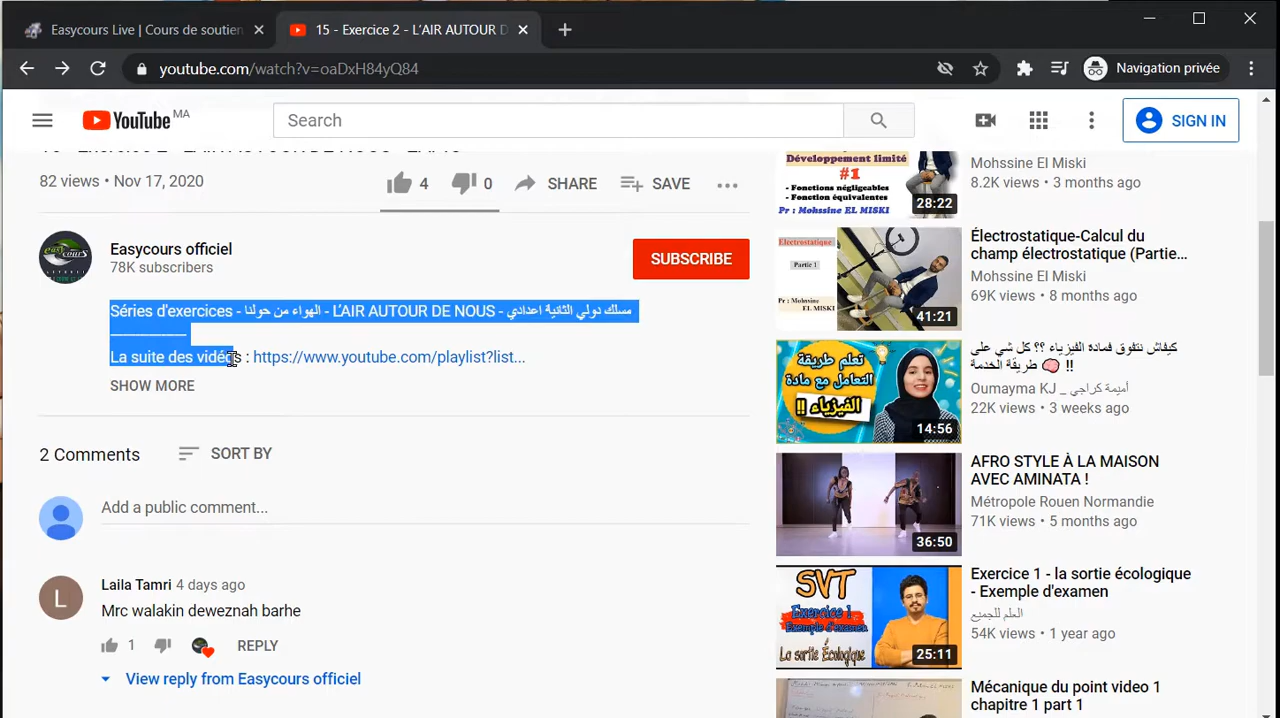 Easycours Live | Cours de soutien
15 - Exercice 2 - L'AIR AUTOUR D
youtube.com/watch?v=oaDxH84yQ84
Navigation privée
YouTube MA
Search
SIGN IN
82 views • Nov 17, 2020
4
0
SHARE
SAVE
Easycours officiel
78K subscribers
SUBSCRIBE
Séries d'exercices - الهواء من حولنا - L'AIR AUTOUR DE NOUS - مسلك دولي الثانية اعدادي
-----------------
La suite des vidéos : https://www.youtube.com/playlist?list...
SHOW MORE
2 Comments
SORT BY
Add a public comment...
L
Laila Tamri 4 days ago
Mrc walakin deweznah barhe
1
REPLY
View reply from Easycours officiel
Développement limité
#1
- Fonctions négligeables
- Fonction équivalentes
Pr : Mohssine EL MISKI
28:22
Mohssine El Miski
8.2K views • 3 months ago
Electrostatique
Partie 1
Pr : Mohssine
EL MISKI
41:21
Électrostatique-Calcul du
champ électrostatique (Partie...
Mohssine El Miski
69K views • 8 months ago
تعلم طريقة
التعامل مع مادة
الفيزياء !!
14:56
كيفاش نتفوق فمادة الفيزياء ؟؟ كل شي على
طريقة الخدمة 🧠 !!
Oumayma KJ _ أميمة كراجي
22K views • 3 weeks ago
36:50
AFRO STYLE À LA MAISON
AVEC AMINATA !
Métropole Rouen Normandie
71K views • 5 months ago
SVT
Exercice 1
Exemple d'examen
La sortie Écologique
25:11
Exercice 1 - la sortie écologique
- Exemple d'examen
العلم للجميع
54K views • 1 year ago
Mécanique du point video 1
chapitre 1 part 1